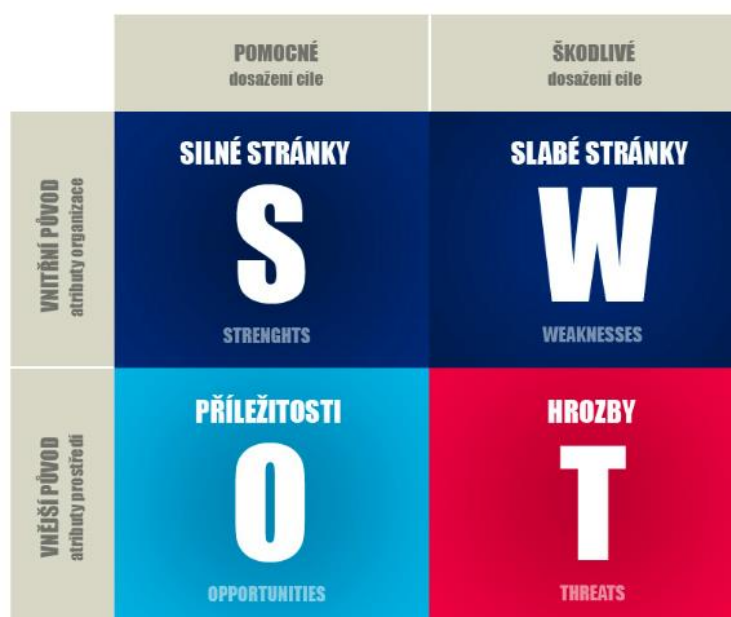 POMOCNÉ
dosažení cíle
ŠKODLIVÉ
dosažení cíle
VNITŘNÍ PŮVOD
atributy organizace
SILNÉ STRÁNKY
S
STRENGHTS
SLABÉ STRÁNKY
W
WEAKNESSES
VNĚJŠÍ PŮVOD
atributy prostředí
PŘÍLEŽITOSTI
O
OPPORTUNITIES
HROZBY
T
THREATS